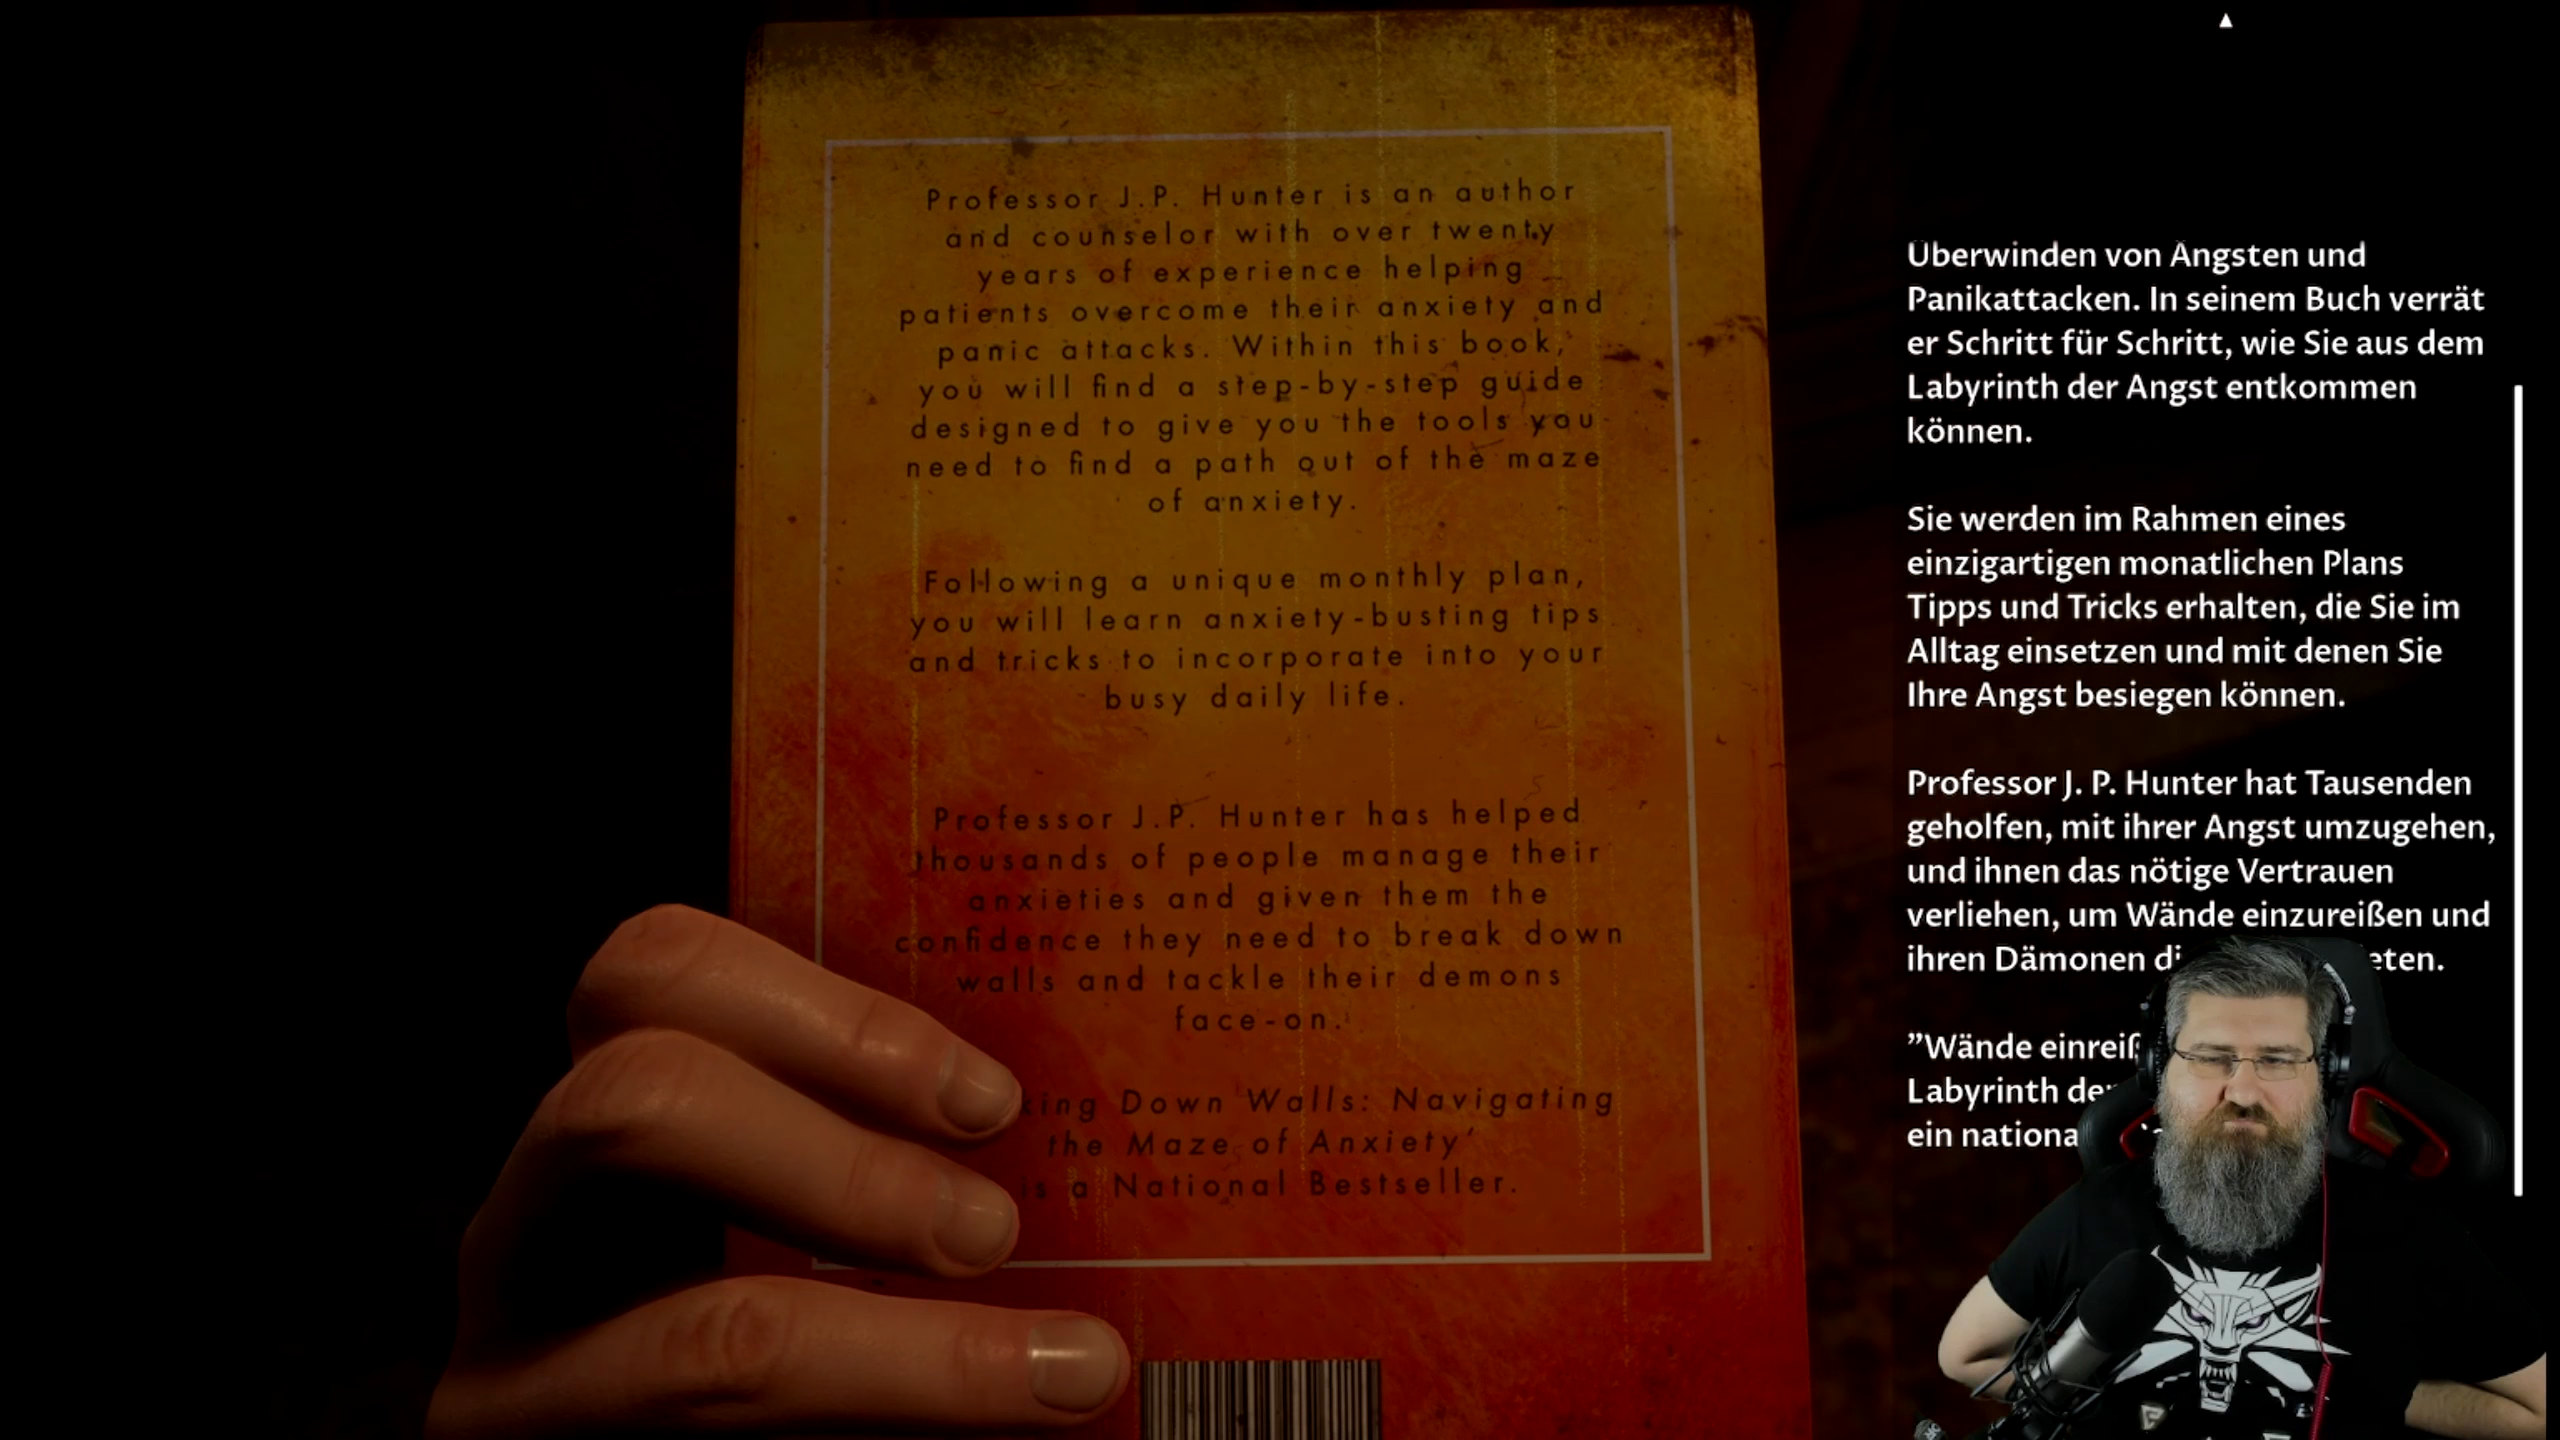 Professor J.P. Hunter is an author
and counselor with over twenty
years of experience helping
patients overcome their anxiety and
panic attacks. Within this book,
you will find a step-by-step guide
designed to give you the tools you
need to find a path out of the maze
of anxiety.
Following a unique monthly plan,
you will learn anxiety-busting tips
and tricks to incorporate into your
busy daily life.
Professor J.P. Hunter has helped
thousands of people manage their
anxieties and given them the
confidence they need to break down
walls and tackle their demons
face-on.
Down Walls: Navigating
the Maze of Anxiety'
is a National Bestseller.
Überwinden von Ängsten und
Panikattacken. In seinem Buch verrät
er Schritt für Schritt, wie Sie aus dem
Labyrinth der Angst entkommen
können.
Sie werden im Rahmen eines
einzigartigen monatlichen Plans
Tipps und Tricks erhalten, die Sie im
Alltag einsetzen und mit denen Sie
Ihre Angst besiegen können.
Professor J. P. Hunter hat Tausenden
geholfen, mit ihrer Angst umzugehen,
und ihnen das nötige Vertrauen
verliehen, um Wände einzureißen und
ihren Dämonen
"Wände
Labyrinth
ein